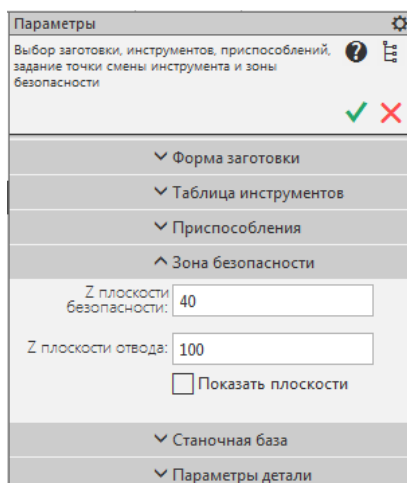 Параметры
Выбор заготовки, инструментов, приспособлений,
задание точки смены инструмента и зоны
безопасности
Форма заготовки
Таблица инструментов
Приспособления
Зона безопасности
Z плоскости
безопасности: 40
Z плоскости отвода: 100
Показать плоскости
Станочная база
Параметры детали